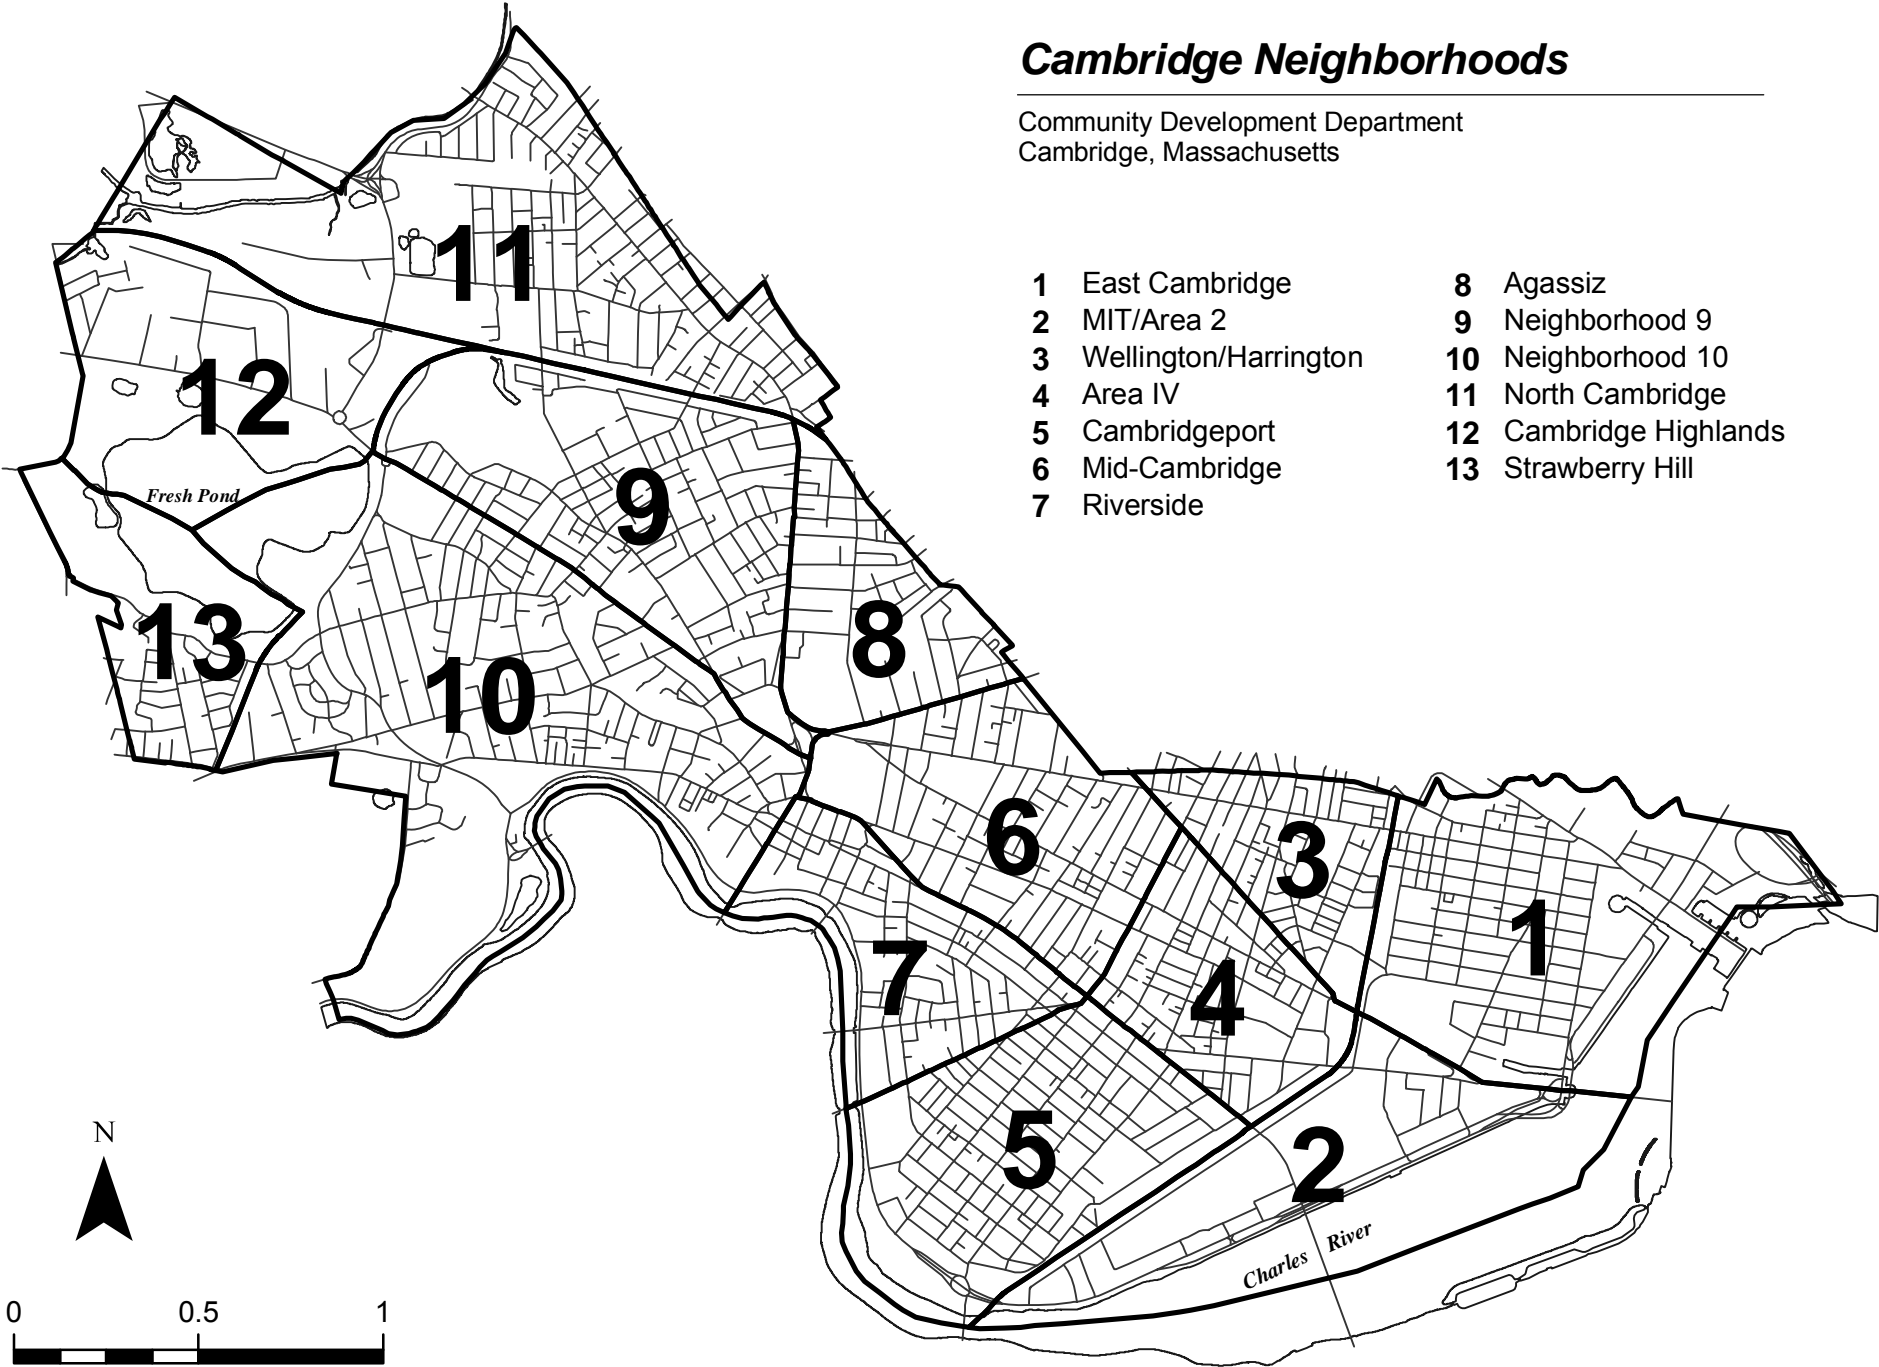 Cambridge Neighborhoods
Community Development Department
Cambridge, Massachusetts
1 East Cambridge
2 MIT/Area 2
3 Wellington/Harrington
4 Area IV
5 Cambridgeport
6 Mid-Cambridge
7 Riverside
8 Agassiz
9 Neighborhood 9
10 Neighborhood 10
11 North Cambridge
12 Cambridge Highlands
13 Strawberry Hill
11
12
Fresh Pond
9
13
8
10
6
3
1
7
4
5
2
Charles River
N
0 0.5 1